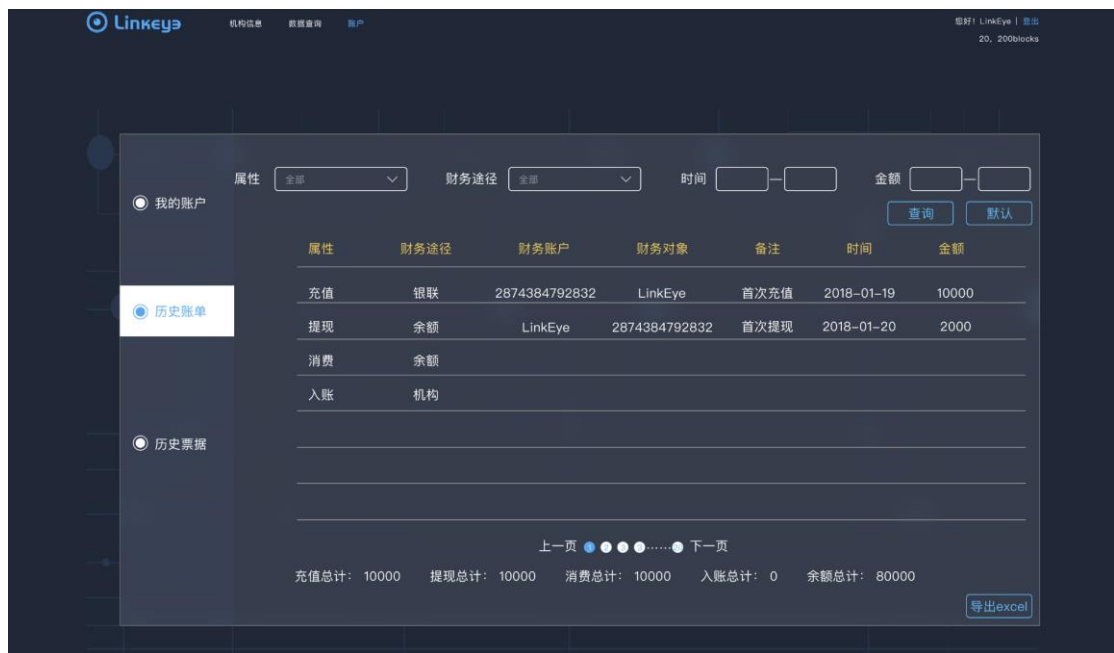 Linkeye 机构信息 数据查询 账户 您好! LinkEye | 登出
20, 200blocks
属性 全部 财务途径 全部 时间 — 金额 —
我的账户
查询 默认
属性 财务途径 财务账户 财务对象 备注 时间 金额
充值 银联 2874384792832 LinkEye 首次充值 2018-01-19 10000
历史账单
提现 余额 LinkEye 2874384792832 首次提现 2018-01-20 2000
消费 余额
入账 机构
历史票据
上一页 1 2 3 …… 下一页
充值总计: 10000 提现总计: 10000 消费总计: 10000 入账总计: 0 余额总计: 80000
导出excel